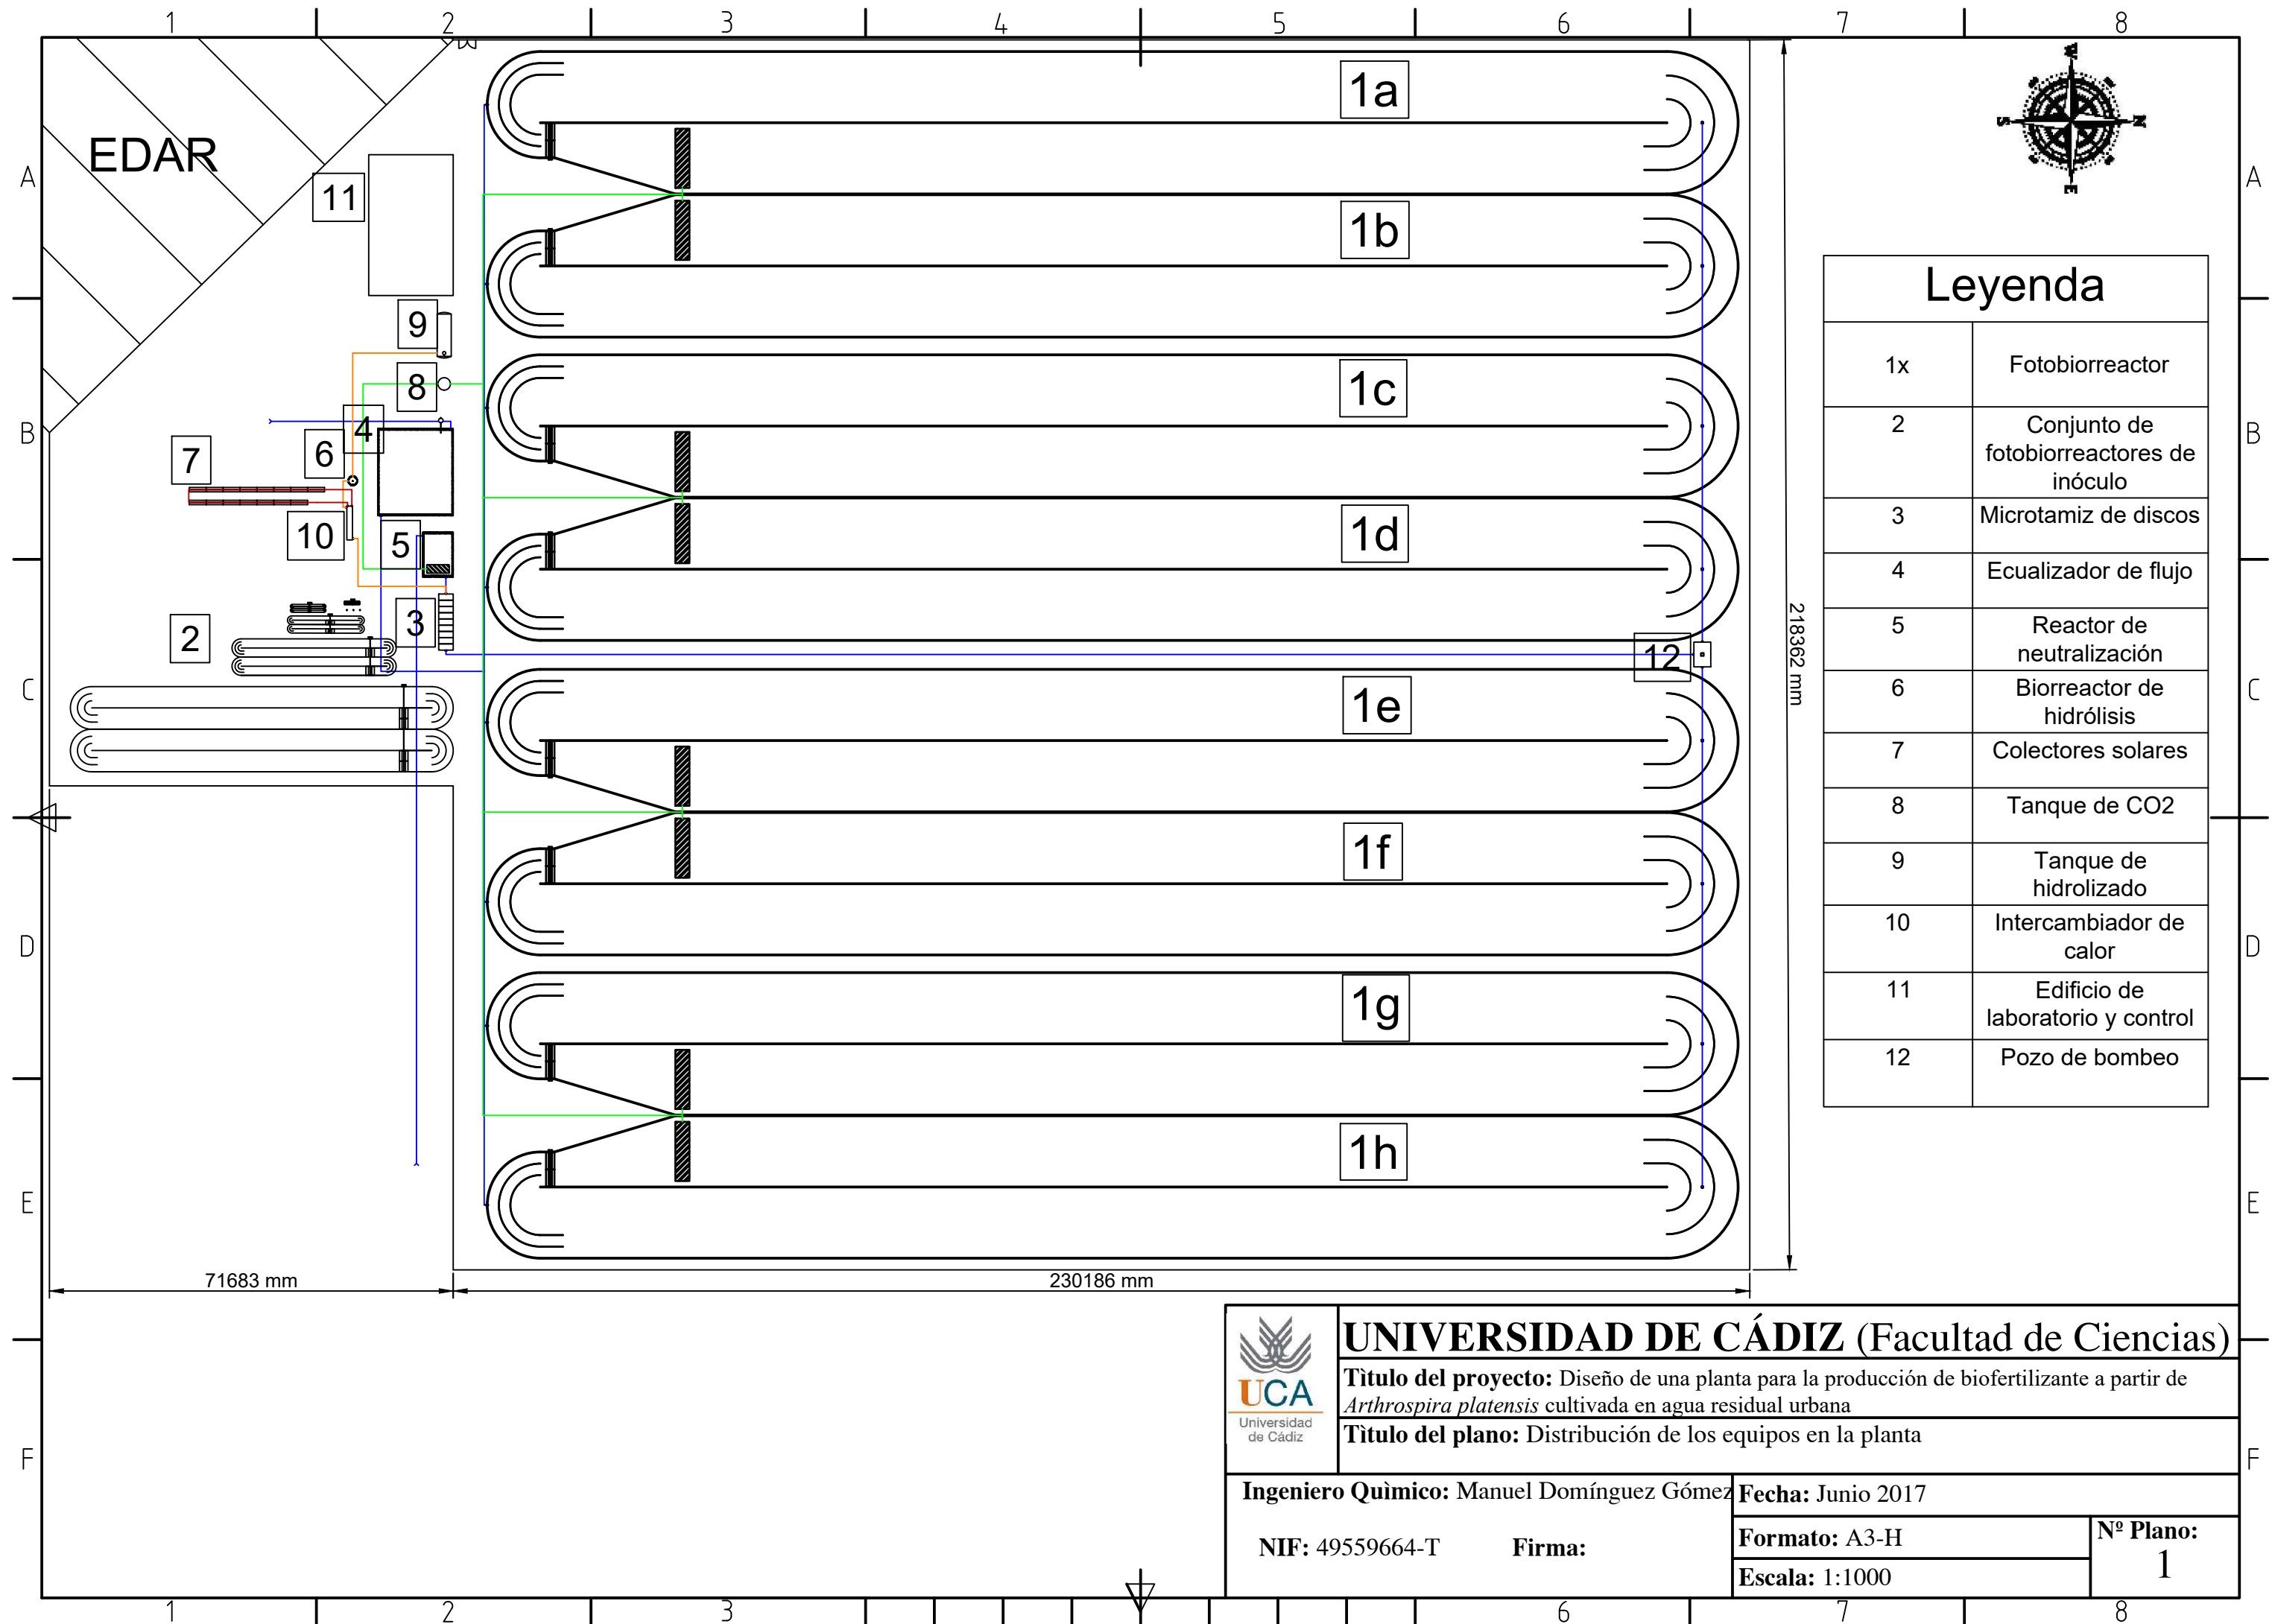 1 2 3 4 5 6 7 8
A
B
C
D
E
F
EDAR
11
9
8
4
6
7
10
5
3
2
1a
1b
1c
1d
12
1e
1f
1g
1h
218362 mm
71683 mm
230186 mm
W
S N
E
A
B
C
D
E
F
Leyenda
1x Fotobiorreactor
2 Conjunto de
fotobiorreactores de
inóculo
3 Microtamiz de discos
4 Ecualizador de flujo
5 Reactor de
neutralización
6 Biorreactor de
hidrólisis
7 Colectores solares
8 Tanque de CO2
9 Tanque de
hidrolizado
10 Intercambiador de
calor
11 Edificio de
laboratorio y control
12 Pozo de bombeo
UCA
Universidad
de Cádiz
UNIVERSIDAD DE CÁDIZ (Facultad de Ciencias)
Tìtulo del proyecto: Diseño de una planta para la producción de biofertilizante a partir de
Arthrospira platensis cultivada en agua residual urbana
Tìtulo del plano: Distribución de los equipos en la planta
Ingeniero Quìmico: Manuel Domínguez Gómez
NIF: 49559664-T Firma:
Fecha: Junio 2017
Formato: A3-H
Escala: 1:1000
Nº Plano:
1
1 2 3 6 7 8